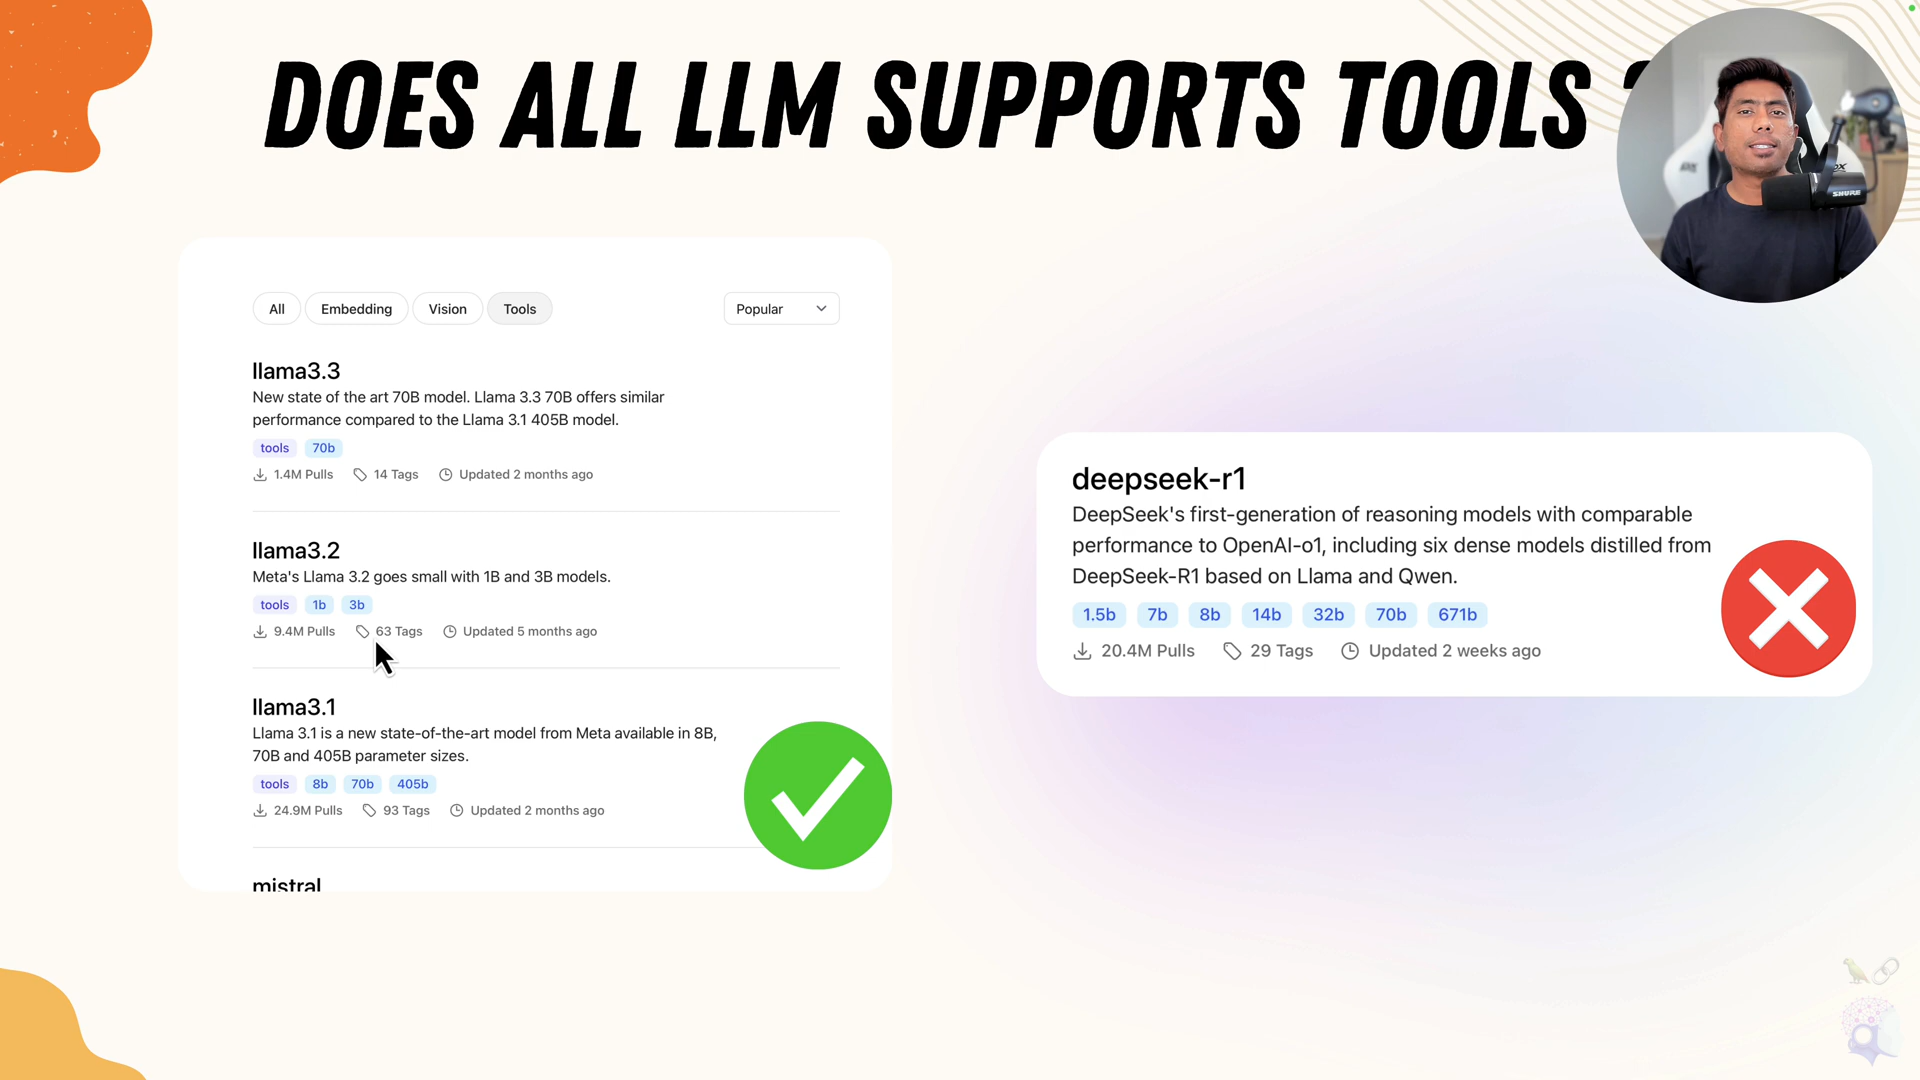 DOES ALL LLM SUPPORTS TOOLS ?
SHURE
All
Embedding
Vision
Tools
Popular
llama3.3
New state of the art 70B model. Llama 3.3 70B offers similar
performance compared to the Llama 3.1 405B model.
tools 70b
1.4M Pulls 14 Tags Updated 2 months ago
llama3.2
Meta's Llama 3.2 goes small with 1B and 3B models.
tools 1b 3b
9.4M Pulls 63 Tags Updated 5 months ago
llama3.1
Llama 3.1 is a new state-of-the-art model from Meta available in 8B,
70B and 405B parameter sizes.
tools 8b 70b 405b
24.9M Pulls 93 Tags Updated 2 months ago
mistral
deepseek-r1
DeepSeek's first-generation of reasoning models with comparable
performance to OpenAI-o1, including six dense models distilled from
DeepSeek-R1 based on Llama and Qwen.
1.5b 7b 8b 14b 32b 70b 671b
20.4M Pulls 29 Tags Updated 2 weeks ago